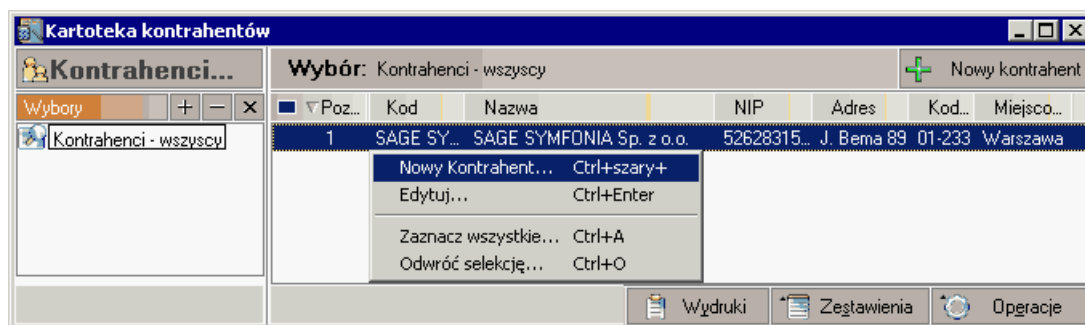 Kartoteka kontrahentów
Kontrahenci...
Wybór: Kontrahenci - wszyscy
Nowy kontrahent
Wybory
Poz... Kod Nazwa NIP Adres Kod... Miejsco...
Kontrahenci - wszyscy
1 SAGE SY... SAGE SYMFONIA Sp. z o.o. 52628315... J. Bema 89 01-233 Warszawa
Nowy Kontrahent... Ctrl+szary+
Edytuj... Ctrl+Enter
Zaznacz wszystkie... Ctrl+A
Odwróć selekcję... Ctrl+O
Wydruki Zestawienia Operacje